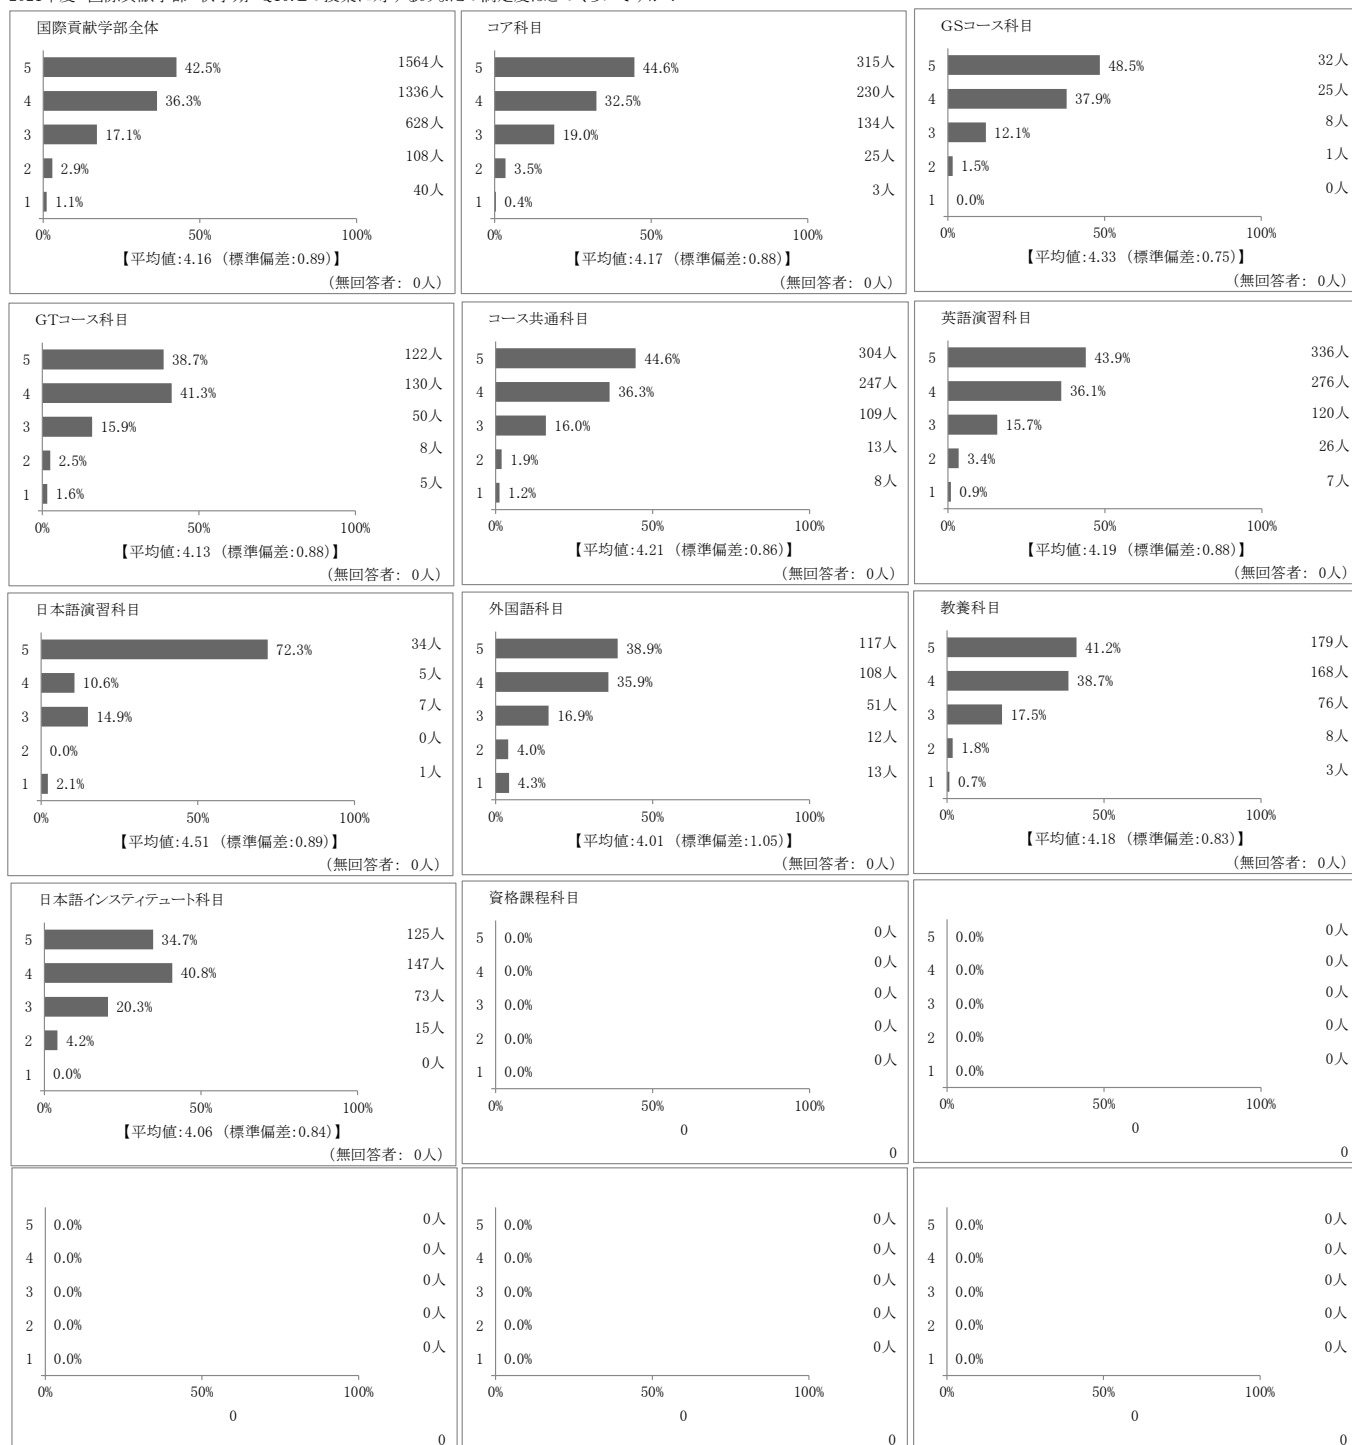 国際貢献学部全体
5 42.5% 1564人
4 36.3% 1336人
3 17.1% 628人
2 2.9% 108人
1 1.1% 40人
0% 50% 100%
【平均値:4.16 (標準偏差:0.89)】
(無回答者: 0人)
コア科目
5 44.6% 315人
4 32.5% 230人
3 19.0% 134人
2 3.5% 25人
1 0.4% 3人
0% 50% 100%
【平均値:4.17 (標準偏差:0.88)】
(無回答者: 0人)
GSコース科目
5 48.5% 32人
4 37.9% 25人
3 12.1% 8人
2 1.5% 1人
1 0.0% 0人
0% 50% 100%
【平均値:4.33 (標準偏差:0.75)】
(無回答者: 0人)
GTコース科目
5 38.7% 122人
4 41.3% 130人
3 15.9% 50人
2 2.5% 8人
1 1.6% 5人
0% 50% 100%
【平均値:4.13 (標準偏差:0.88)】
(無回答者: 0人)
コース共通科目
5 44.6% 304人
4 36.3% 247人
3 16.0% 109人
2 1.9% 13人
1 1.2% 8人
0% 50% 100%
【平均値:4.21 (標準偏差:0.86)】
(無回答者: 0人)
英語演習科目
5 43.9% 336人
4 36.1% 276人
3 15.7% 120人
2 3.4% 26人
1 0.9% 7人
0% 50% 100%
【平均値:4.19 (標準偏差:0.88)】
(無回答者: 0人)
日本語演習科目
5 72.3% 34人
4 10.6% 5人
3 14.9% 7人
2 0.0% 0人
1 2.1% 1人
0% 50% 100%
【平均値:4.51 (標準偏差:0.89)】
(無回答者: 0人)
外国語科目
5 38.9% 117人
4 35.9% 108人
3 16.9% 51人
2 4.0% 12人
1 4.3% 13人
0% 50% 100%
【平均値:4.01 (標準偏差:1.05)】
(無回答者: 0人)
教養科目
5 41.2% 179人
4 38.7% 168人
3 17.5% 76人
2 1.8% 8人
1 0.7% 3人
0% 50% 100%
【平均値:4.18 (標準偏差:0.83)】
(無回答者: 0人)
日本語インスティテュート科目
5 34.7% 125人
4 40.8% 147人
3 20.3% 73人
2 4.2% 15人
1 0.0% 0人
0% 50% 100%
【平均値:4.06 (標準偏差:0.84)】
(無回答者: 0人)
資格課程科目
5 0.0% 0人
4 0.0% 0人
3 0.0% 0人
2 0.0% 0人
1 0.0% 0人
0% 50% 100%
0
0
5 0.0% 0人
4 0.0% 0人
3 0.0% 0人
2 0.0% 0人
1 0.0% 0人
0% 50% 100%
0
0
5 0.0% 0人
4 0.0% 0人
3 0.0% 0人
2 0.0% 0人
1 0.0% 0人
0% 50% 100%
0
0
5 0.0% 0人
4 0.0% 0人
3 0.0% 0人
2 0.0% 0人
1 0.0% 0人
0% 50% 100%
0
0
5 0.0% 0人
4 0.0% 0人
3 0.0% 0人
2 0.0% 0人
1 0.0% 0人
0% 50% 100%
0
0